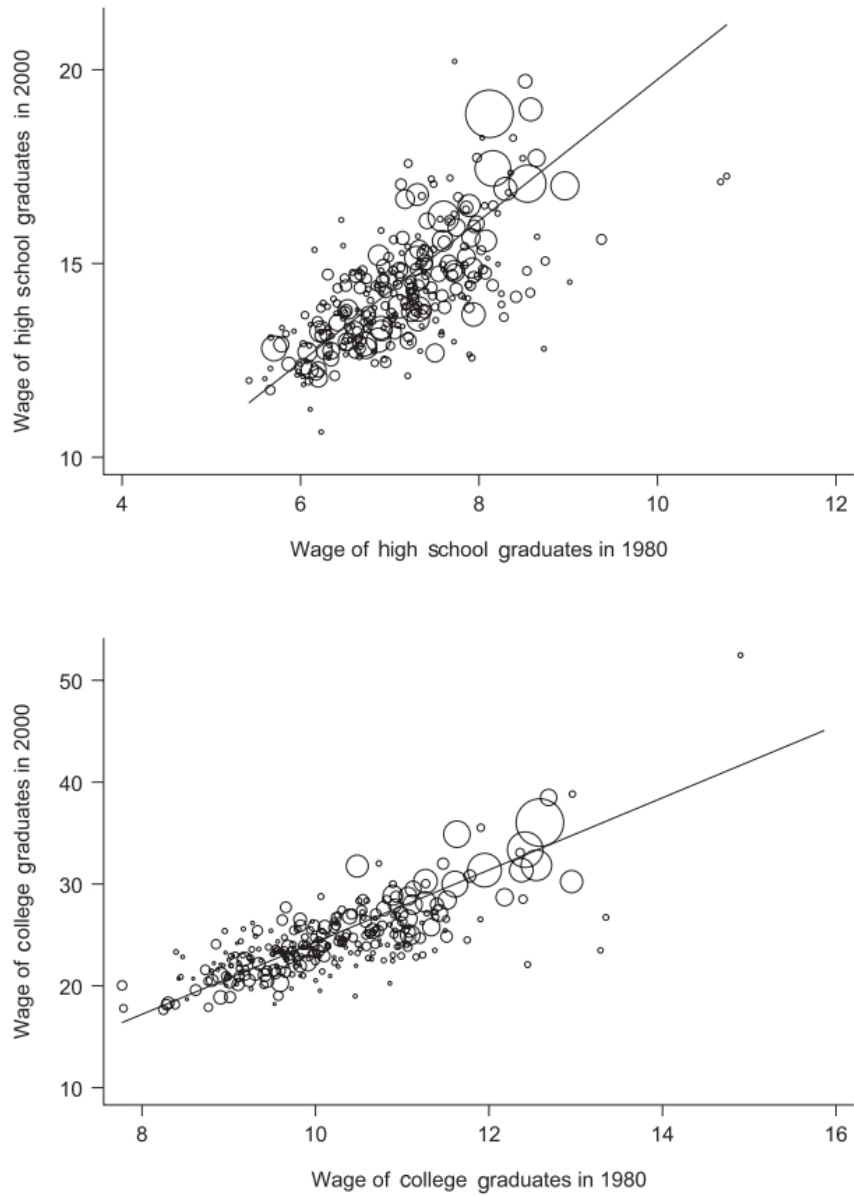 20
15
10
4 6 8 10 12
Wage of high school graduates in 2000
Wage of high school graduates in 1980
50
40
30
20
10
8 10 12 14 16
Wage of college graduates in 2000
Wage of college graduates in 1980